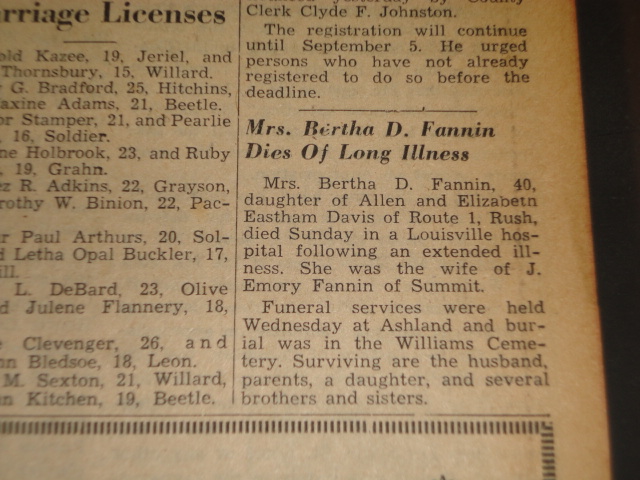 rriage Licenses
old Kazee, 19, Jeriel, and
Thornsbury, 15, Willard.
G. Bradford, 25, Hitchins,
axine Adams, 21, Beetle.
or Stamper, 21, and Pearlie
, 16, Soldier.
ne Holbrook, 23, and Ruby
, 19, Grahn.
ez R. Adkins, 22, Grayson,
rothy W. Binion, 22, Pac-
r Paul Arthurs, 20, Sol-
d Letha Opal Buckler, 17,
ill.
L. DeBard, 23, Olive
d Julene Flannery, 18,
e Clevenger, 26, and
nn Bledsoe, 18, Leon.
M. Sexton, 21, Willard,
n Kitchen, 19, Beetle.
Clerk Clyde F. Johnston.
The registration will continue
until September 5. He urged
persons who have not already
registered to do so before the
deadline.
Mrs. Bertha D. Fannin
Dies Of Long Illness
Mrs. Bertha D. Fannin, 40,
daughter of Allen and Elizabeth
Eastham Davis of Route 1, Rush,
died Sunday in a Louisville hos-
pital following an extended ill-
ness. She was the wife of J.
Emory Fannin of Summit.
Funeral services were held
Wednesday at Ashland and bur-
ial was in the Williams Ceme-
tery. Surviving are the husband,
parents, a daughter, and several
brothers and sisters.